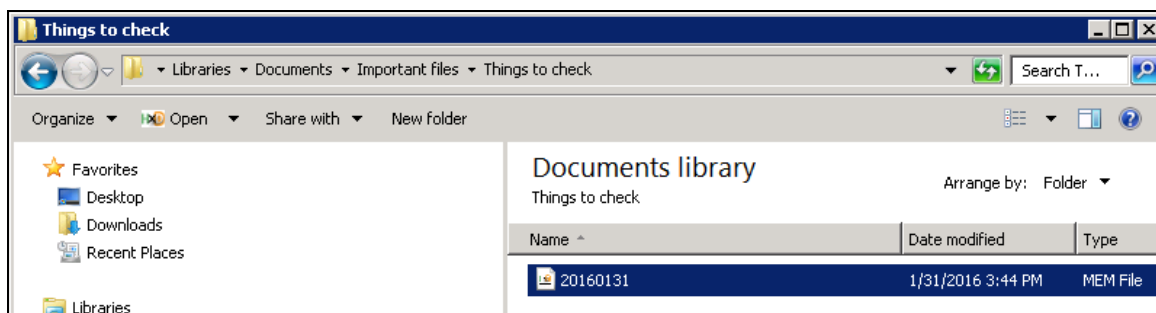 Things to check
Libraries Documents Important files Things to check Search T...
Organize Open Share with New folder
Favorites
Desktop
Downloads
Recent Places
Libraries
Documents library
Things to check
Arrange by: Folder
Name Date modified Type
20160131 1/31/2016 3:44 PM MEM File